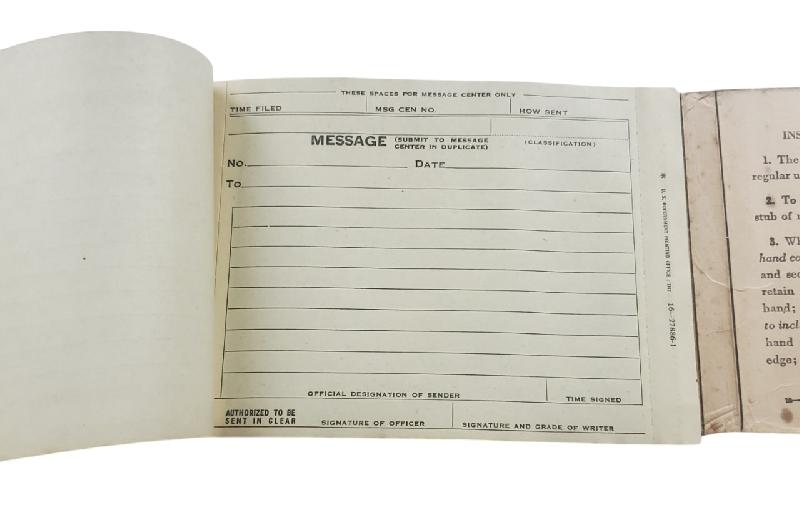 THESE SPACES FOR MESSAGE CENTER ONLY
TIME FILED MSG CEN NO. HOW SENT
MESSAGE (SUBMIT TO MESSAGE CENTER IN DUPLICATE) (CLASSIFICATION)
No. DATE
To
OFFICIAL DESIGNATION OF SENDER TIME SIGNED
AUTHORIZED TO BE
SENT IN CLEAR SIGNATURE OF OFFICER SIGNATURE AND GRADE OF WRITER
U. S. GOVERNMENT PRINTING OFFICE 16—27886-1
INS
1. The
regular u
2. To
stub of
3. Wh
hand co
and sec
retain
hand;
to incl
hand
edge;